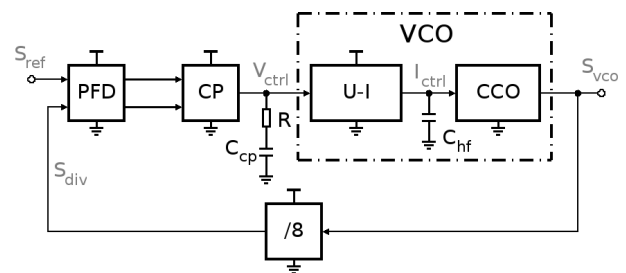 VCO
S_ref
PFD
CP
V_ctrl
U-I
I_ctrl
CCO
S_vco
R
C_cp
C_hf
S_div
/8